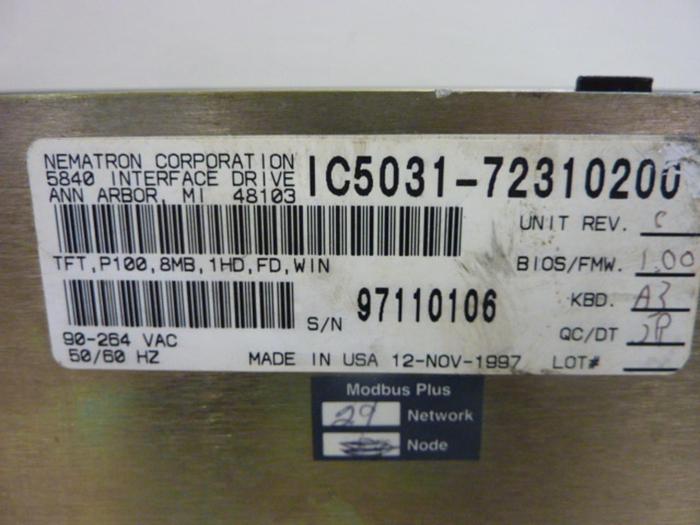 NEMATRON CORPORATION
5840 INTERFACE DRIVE
ANN ARBOR, MI 48103
IC5031-72310200
UNIT REV. C
TFT,P100,8MB,1HD,FD,WIN
BIOS/FMW. 1.00
S/N 97110106
KBD. A3
QC/DT
90-264 VAC
50/60 HZ
MADE IN USA 12-NOV-1997
LOT#
Modbus Plus
29 Network
Node